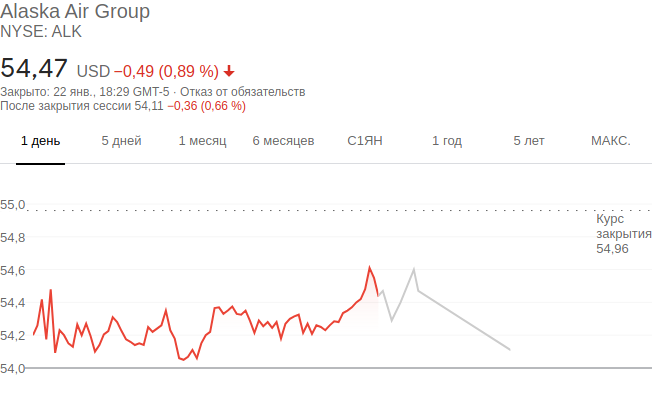 Alaska Air Group
NYSE: ALK
54,47 USD −0,49 (0,89 %)
Закрыто: 22 янв., 18:29 GMT-5 · Отказ от обязательств
После закрытия сессии 54,11 −0,36 (0,66 %)
1 день 5 дней 1 месяц 6 месяцев С1ЯН 1 год 5 лет МАКС.
55,0
Курс
закрытия
54,96
54,8
54,6
54,4
54,2
54,0